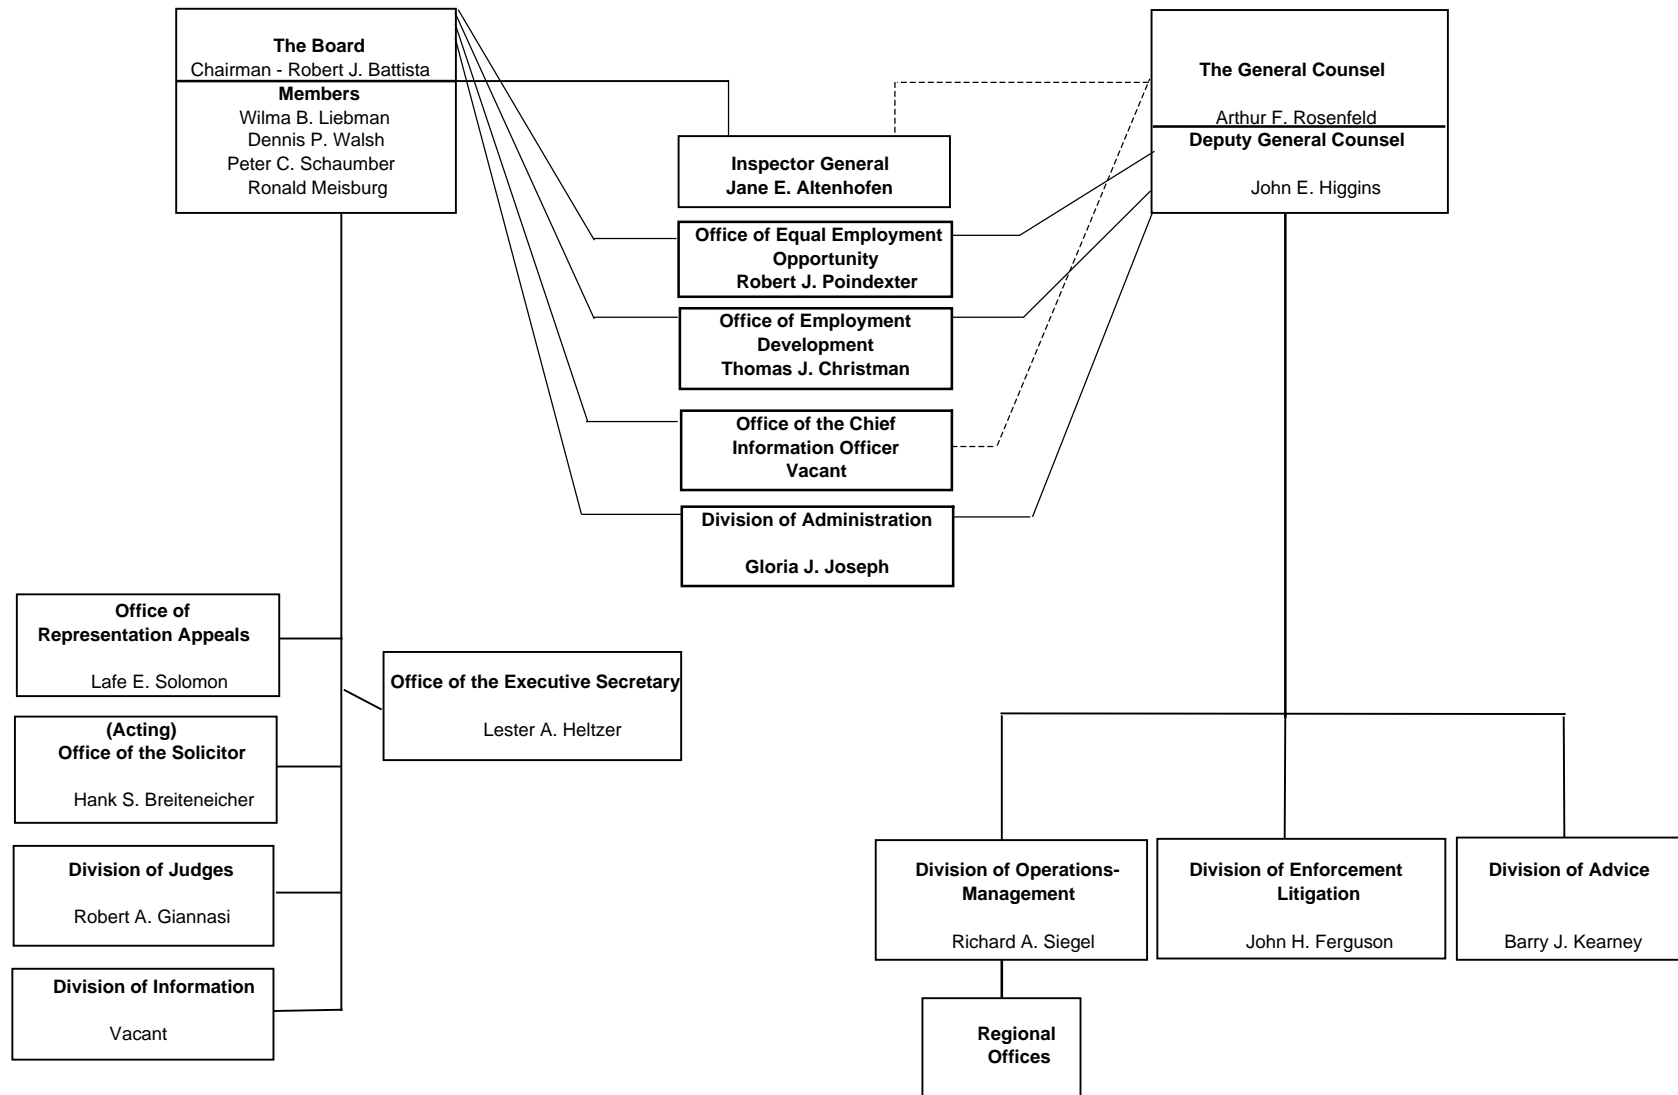 The Board
Chairman - Robert J. Battista
Members
Wilma B. Liebman
Dennis P. Walsh
Peter C. Schaumber
Ronald Meisburg
The General Counsel
Arthur F. Rosenfeld
Deputy General Counsel
John E. Higgins
Inspector General
Jane E. Altenhofen
Office of Equal Employment
Opportunity
Robert J. Poindexter
Office of Employment
Development
Thomas J. Christman
Office of the Chief
Information Officer
Vacant
Division of Administration
Gloria J. Joseph
Office of
Representation Appeals
Lafe E. Solomon
Office of the Executive Secretary
Lester A. Heltzer
(Acting)
Office of the Solicitor
Hank S. Breiteneicher
Division of Judges
Robert A. Giannasi
Division of Information
Vacant
Division of Operations-
Management
Richard A. Siegel
Division of Enforcement
Litigation
John H. Ferguson
Division of Advice
Barry J. Kearney
Regional
Offices